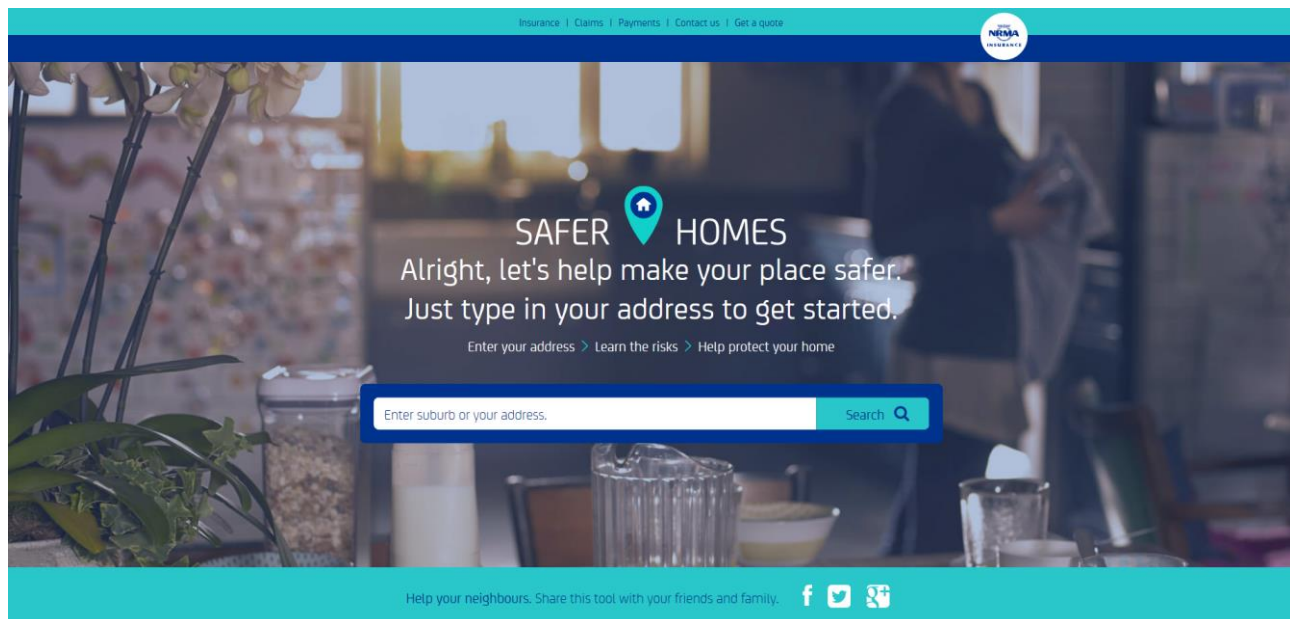 Insurance | Claims | Payments | Contact us | Get a quote
NRMA
INSURANCE
SAFER HOMES
Alright, let's help make your place safer.
Just type in your address to get started.
Enter your address > Learn the risks > Help protect your home
Enter suburb or your address.
Search
Help your neighbours. Share this tool with your friends and family.
f
g+